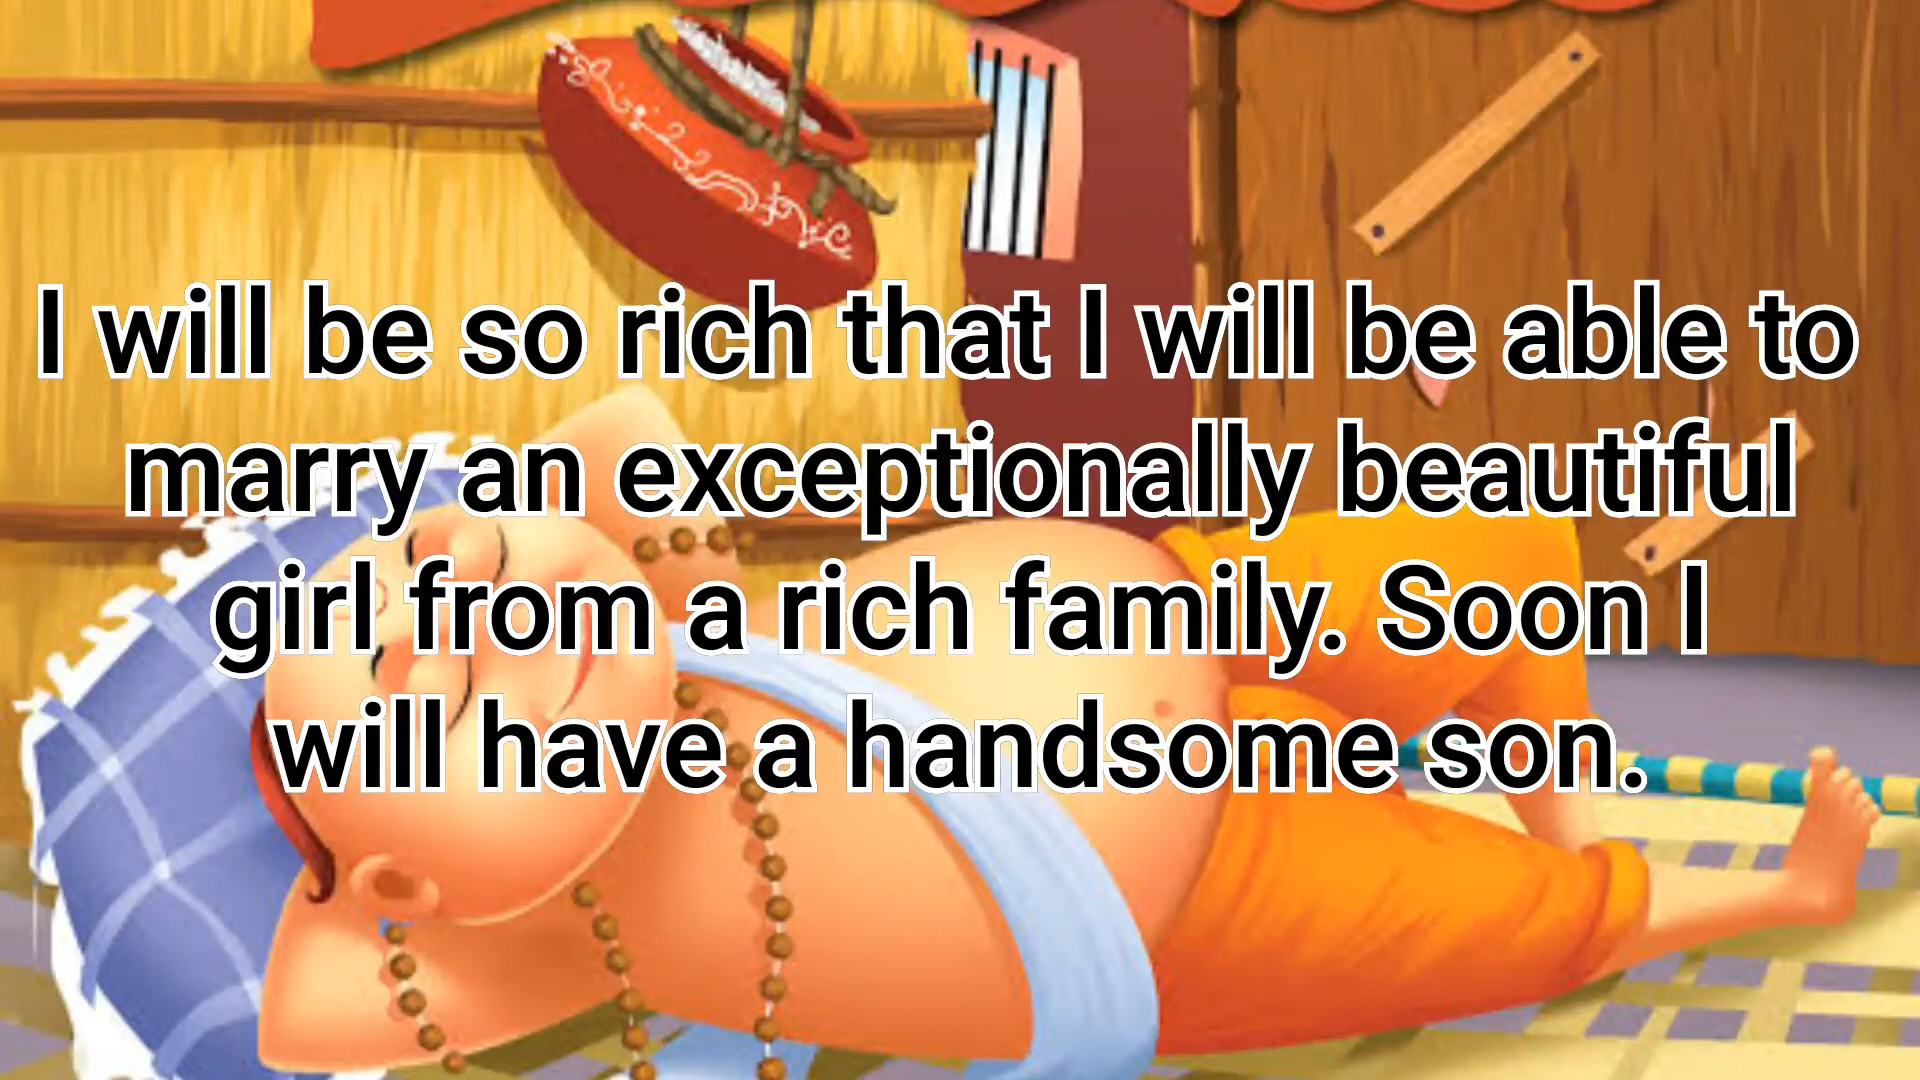 I will be so rich that I will be able to
marry an exceptionally beautiful
girl from a rich family. Soon I
will have a handsome son.